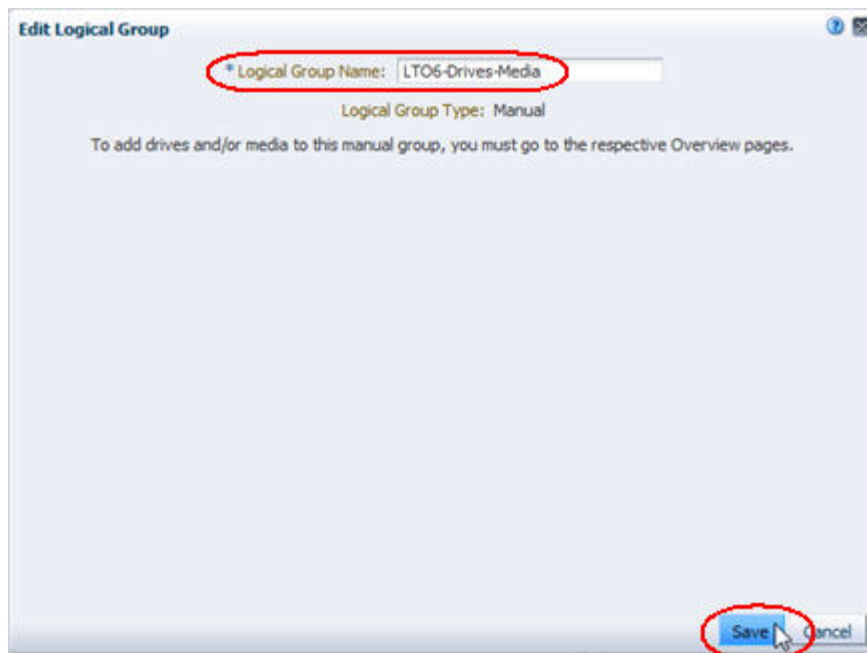 Edit Logical Group
* Logical Group Name: LTO6-Drives-Media
Logical Group Type: Manual
To add drives and/or media to this manual group, you must go to the respective Overview pages.
Save Cancel